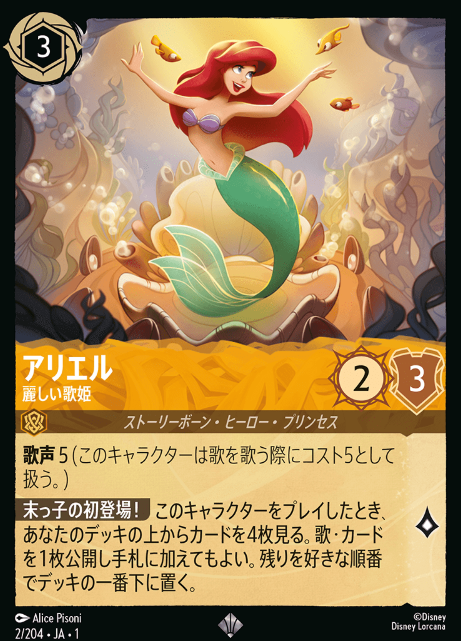 3
アリエル
麗しい歌姫
2
3
ストーリーボーン・ヒーロー・プリンセス
歌声 5 (このキャラクターは歌を歌う際にコスト5として
扱う。)
末っ子の初登場! このキャラクターをプレイしたとき、
あなたのデッキの上からカードを4枚見る。歌・カード
を1枚公開し手札に加えてもよい。残りを好きな順番
でデッキの一番下に置く。
Alice Pisoni
2/204 • JA • 1
©Disney
Disney Lorcana